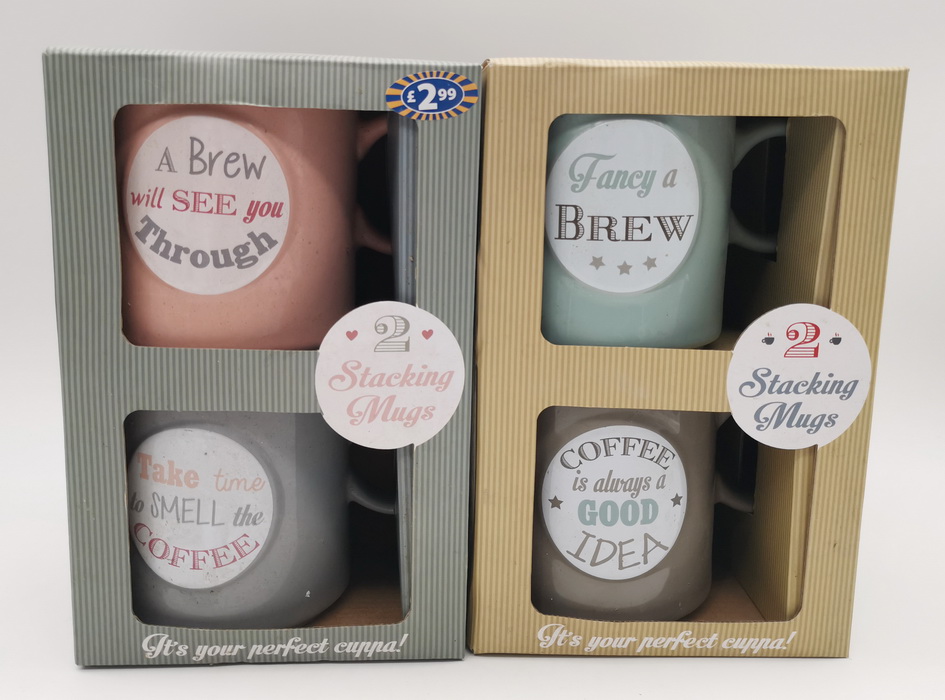 £2.99
A Brew
will SEE you
Through
2
Stacking
Mugs
Take time
to SMELL the
COFFEE
It's your perfect cuppa!
Fancy a
BREW
2
Stacking
Mugs
COFFEE
is always a
GOOD
IDEA
It's your perfect cuppa!